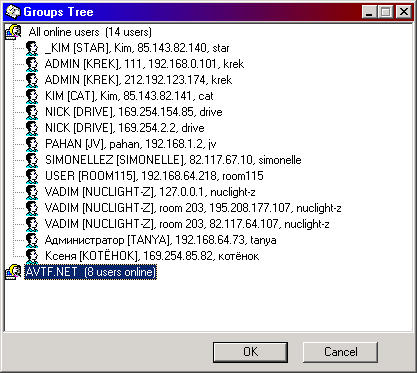 Groups Tree
All online users (14 users)
_KIM [STAR], Kim, 85.143.82.140, star
ADMIN [KREK], 111, 192.168.0.101, krek
ADMIN [KREK], 212.192.123.174, krek
KIM [CAT], Kim, 85.143.82.141, cat
NICK [DRIVE], 169.254.154.85, drive
NICK [DRIVE], 169.254.2.2, drive
PAHAN [JV], pahan, 192.168.1.2, jv
SIMONELLEZ [SIMONELLE], 82.117.67.10, simonelle
USER [ROOM115], 192.168.64.218, room115
VADIM [NUCLIGHT-Z], 127.0.0.1, nuclight-z
VADIM [NUCLIGHT-Z], room 203, 195.208.177.107, nuclight-z
VADIM [NUCLIGHT-Z], room 203, 82.117.64.107, nuclight-z
Администратор [TANYA], 192.168.64.73, tanya
Ксеня [КОТЁНОК], 169.254.85.82, котёнок
AVTF.NET (8 users online)
OK
Cancel